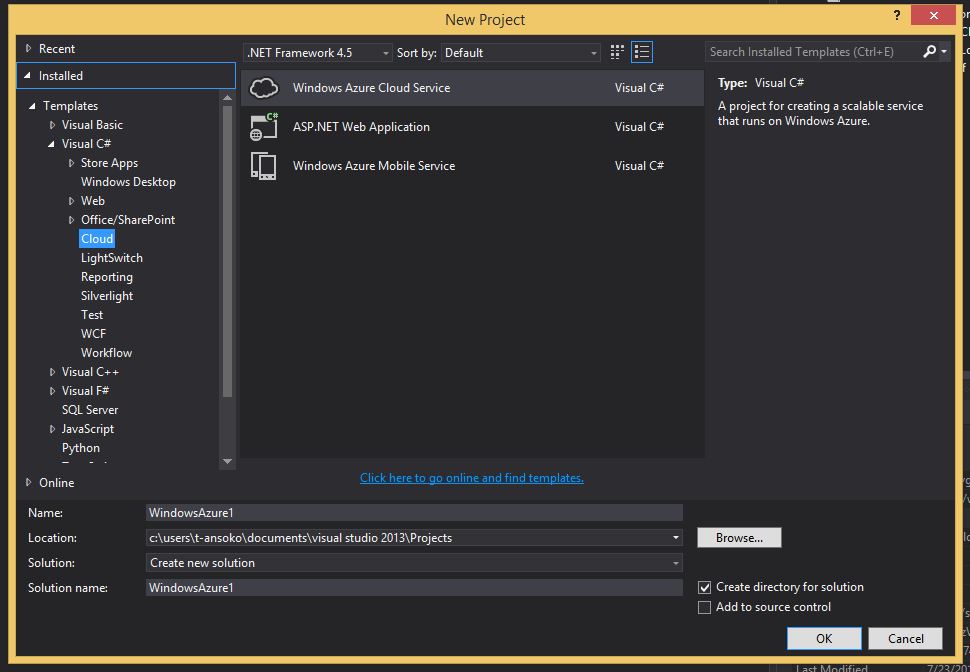 New Project
?
Recent
Installed
Templates
Visual Basic
Visual C#
Store Apps
Windows Desktop
Web
Office/SharePoint
Cloud
LightSwitch
Reporting
Silverlight
Test
WCF
Workflow
Visual C++
Visual F#
SQL Server
JavaScript
Python
Online
.NET Framework 4.5 Sort by: Default
Windows Azure Cloud Service Visual C#
C# ASP.NET Web Application Visual C#
Windows Azure Mobile Service Visual C#
Click here to go online and find templates.
Search Installed Templates (Ctrl+E)
Type: Visual C#
A project for creating a scalable service
that runs on Windows Azure.
Name: WindowsAzure1
Location: c:\users\t-ansoko\documents\visual studio 2013\Projects Browse...
Solution: Create new solution
Solution name: WindowsAzure1
Create directory for solution
Add to source control
OK Cancel
Last Modified